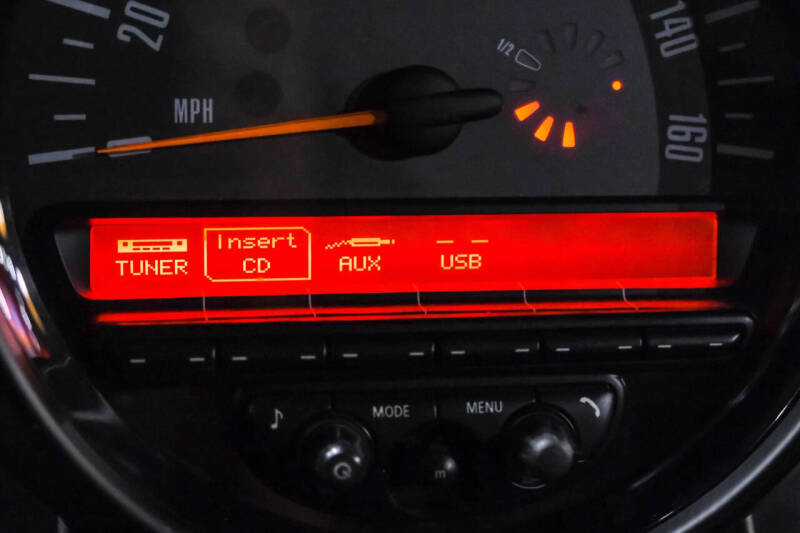 20
140
1/2
MPH
160
Insert
TUNER CD AUX USB
MODE MENU
m